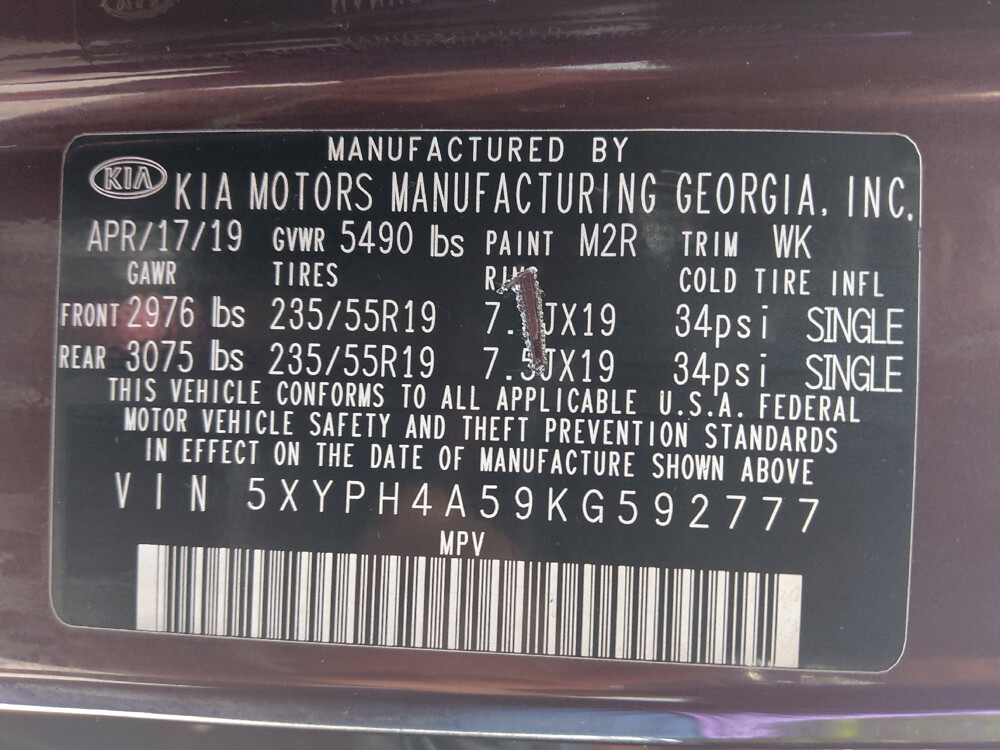 MANUFACTURED BY
KIA KIA MOTORS MANUFACTURING GEORGIA, INC.
APR/17/19 GVWR 5490 lbs PAINT M2R TRIM WK
GAWR TIRES COLD TIRE INFL
FRONT 2976 lbs 235/55R19 34psi SINGLE
REAR 3075 lbs 235/55R19 7.5JX19 34psi SINGLE
THIS VEHICLE CONFORMS TO ALL APPLICABLE U.S.A. FEDERAL
MOTOR VEHICLE SAFETY AND THEFT PREVENTION STANDARDS
IN EFFECT ON THE DATE OF MANUFACTURE SHOWN ABOVE
VIN 5XYPH4A59KG592777
MPV